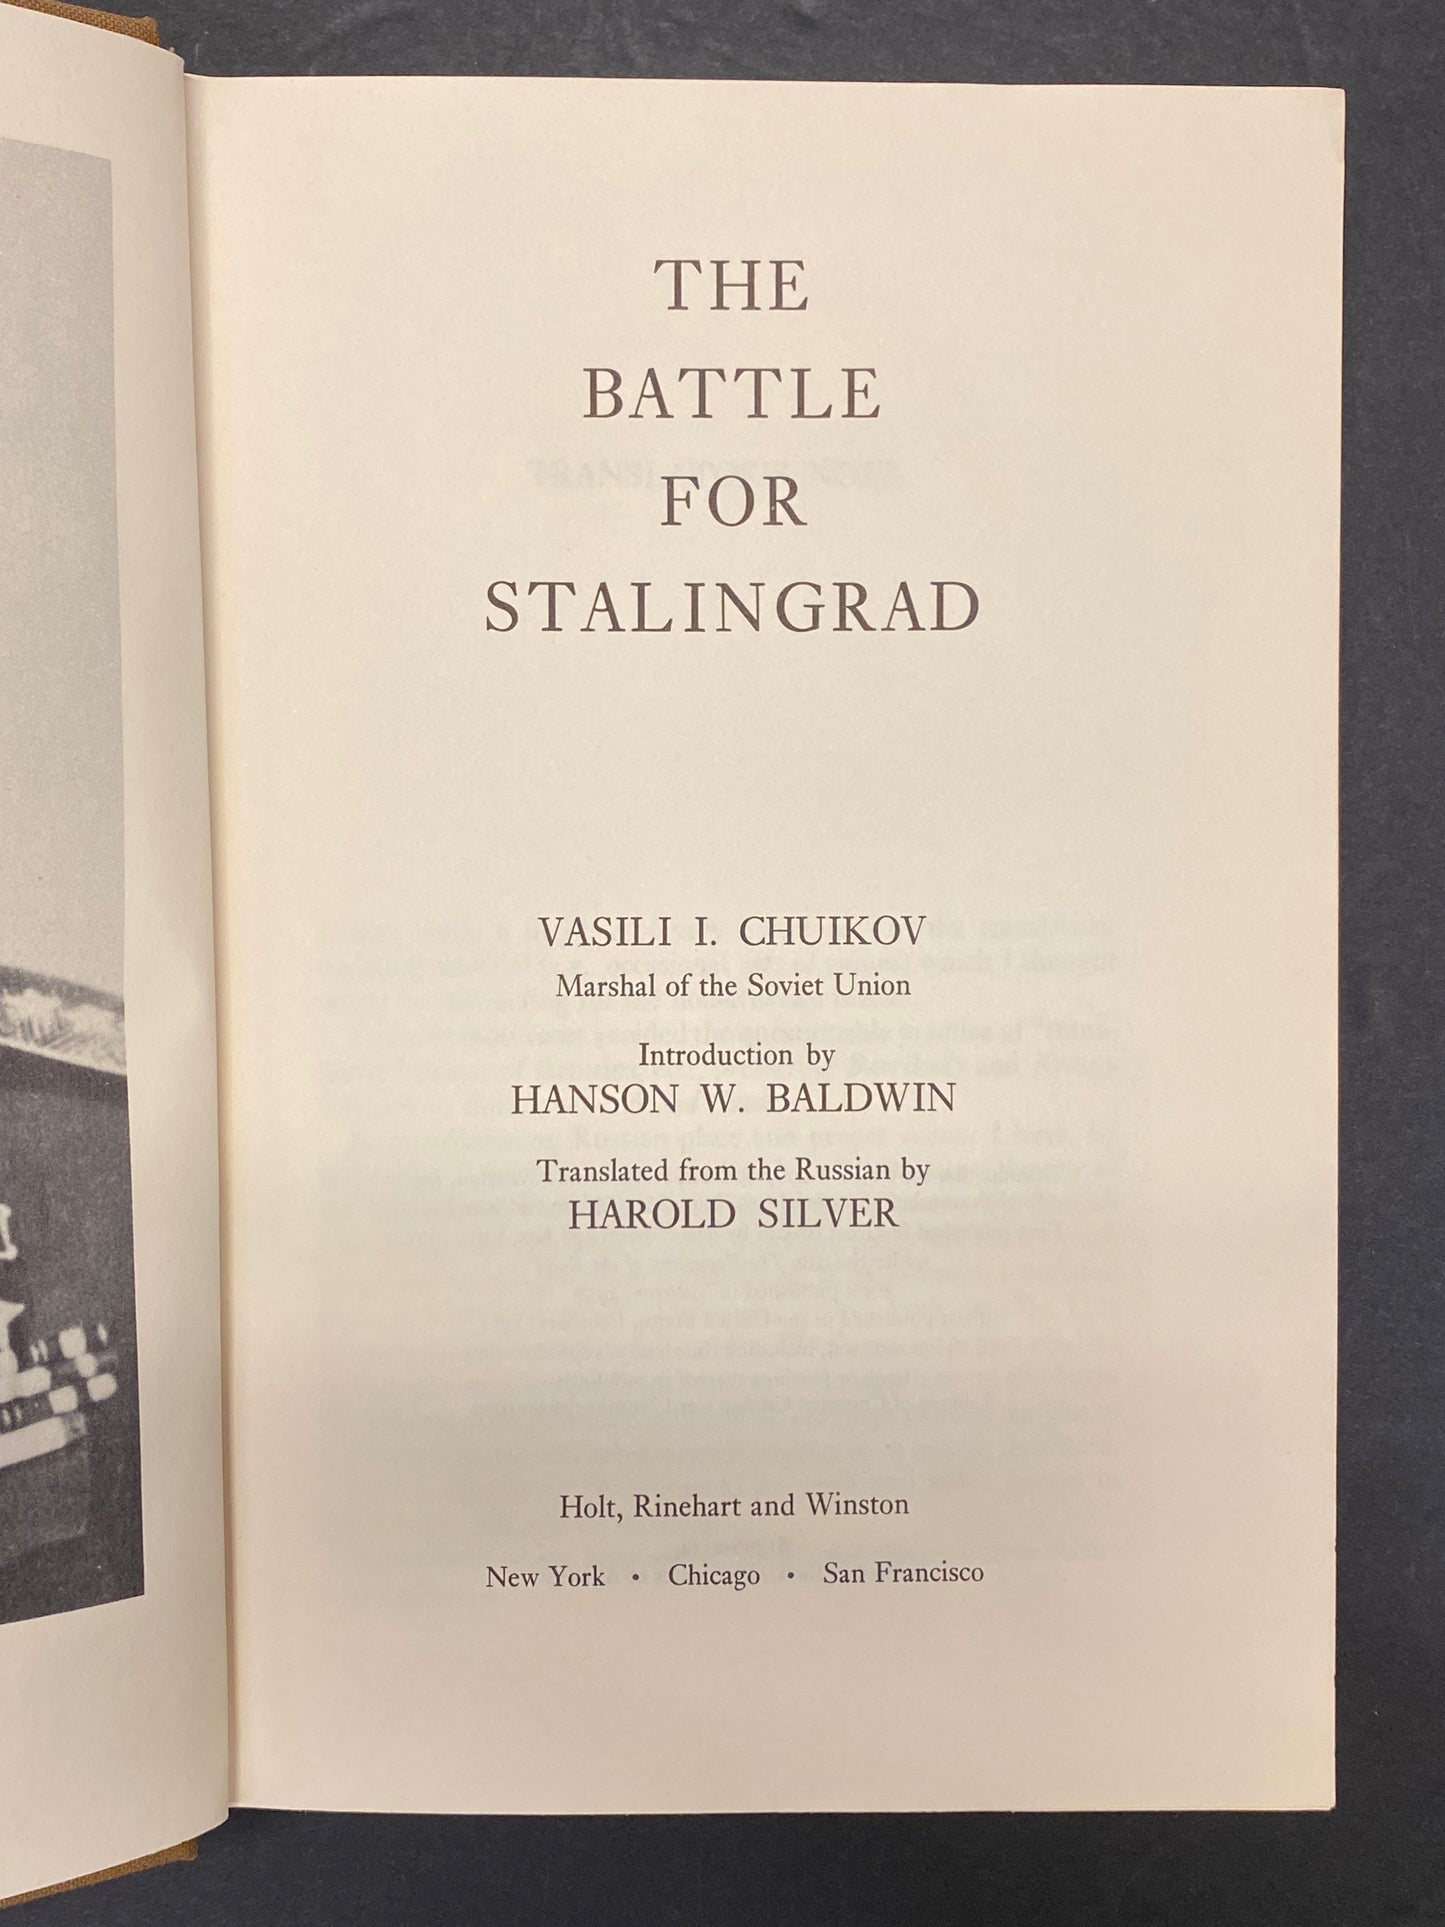 THE
BATTLE
FOR
STALINGRAD
VASILI I. CHUIKOV
Marshal of the Soviet Union
Introduction by
HANSON W. BALDWIN
Translated from the Russian by
HAROLD SILVER
Holt, Rinehart and Winston
New York • Chicago • San Francisco